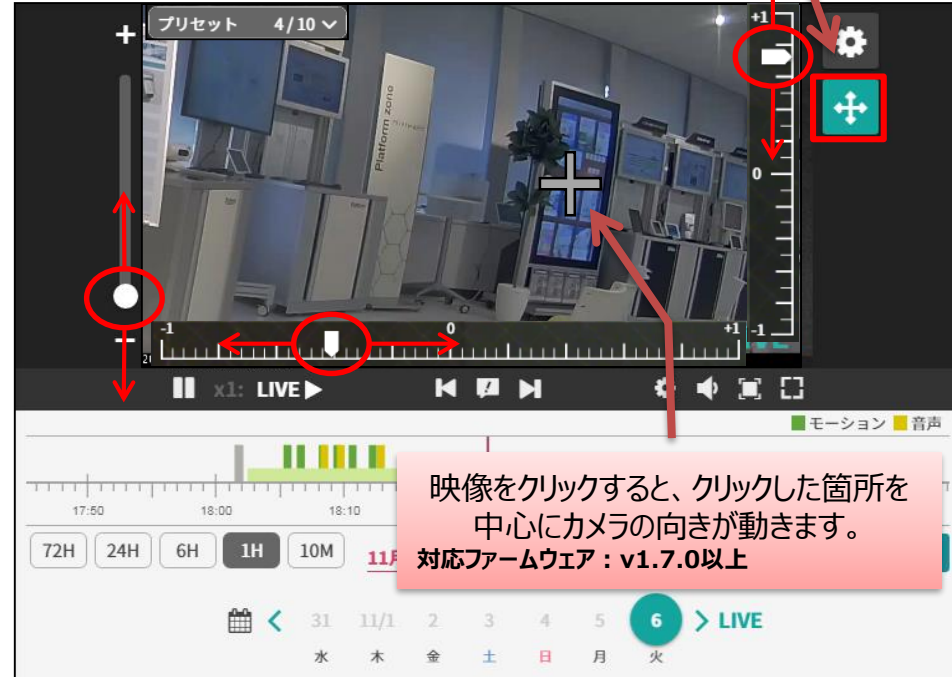 プリセット 4/10
+1
0
-1
Platform zone
-1 0 +1
x1: LIVE
モーション 音声
17:50 18:00 18:10
映像をクリックすると、クリックした箇所を
中心にカメラの向きが動きます。
対応ファームウェア：v1.7.0以上
72H 24H 6H 1H 10M 11月
31 11/1 2 3 4 5 6 LIVE
水 木 金 土 日 月 火